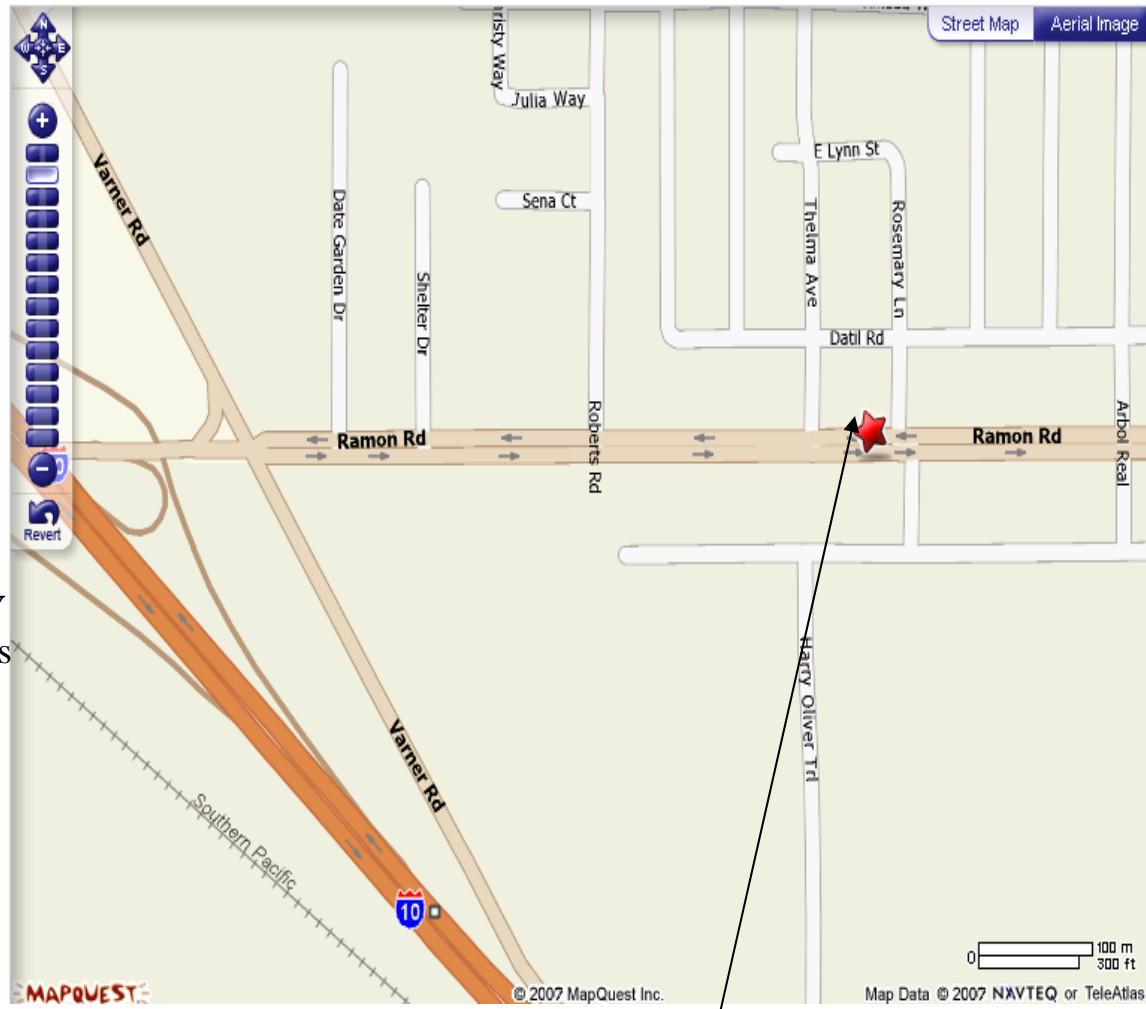 Street Map
Aerial Image
Julia Way
E Lynn St
Sena Ct
Varner Rd
Date Garden Dr
Shelter Dr
Thelma Ave
Rosemary Ln
Datil Rd
Roberts Rd
Arbol Real
Ramon Rd
Ramon Rd
Revert
Y
s
Harry Oliver Trl
Varner Rd
Southern Pacific
10
0
100 m
300 ft
MAPQUEST
© 2007 MapQuest Inc.
Map Data © 2007 NAVTEQ or TeleAtlas
N
W
E
S
Way